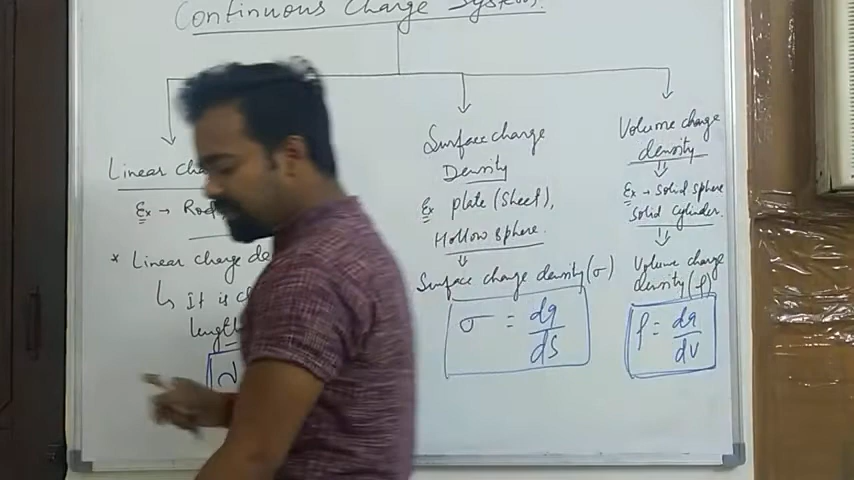 Continuous Charge Systems.
Linear cha
Ex → Rod
* Linear charge de
↳ It is c
length
Surface charge
Density
Ex plate (Sheet),
Hollow sphere.
Surface charge density (σ)
σ = dq/dS
Volume charge
density
Ex → solid sphere
solid cylinder.
Volume charge
density (ρ)
ρ = dq/dV